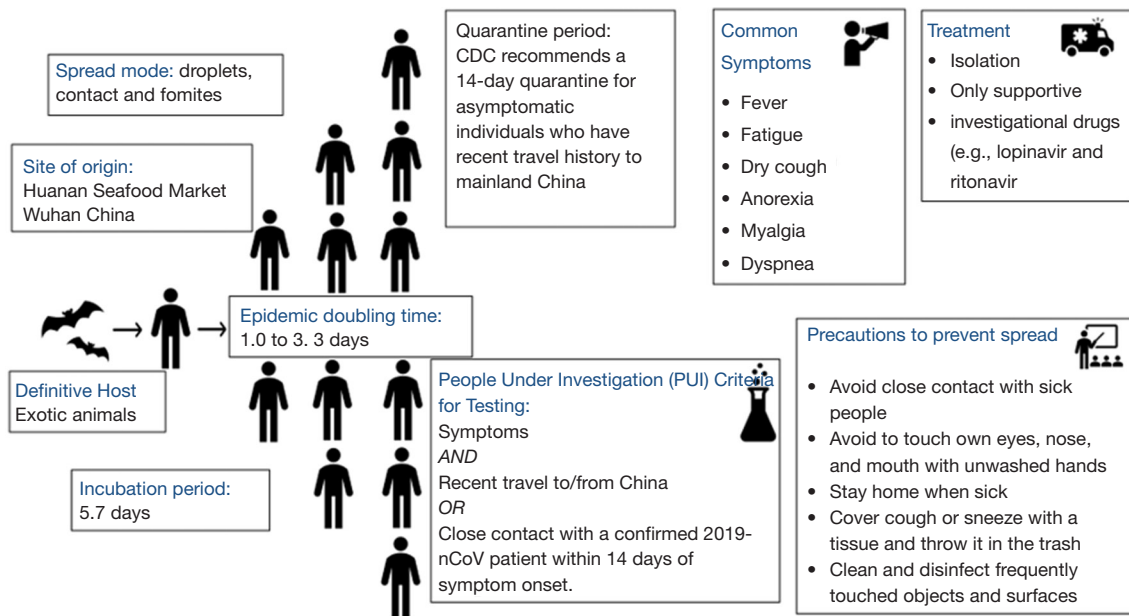 Spread mode: droplets,
contact and fomites
Site of origin:
Huanan Seafood Market
Wuhan China
Definitive Host
Exotic animals
Epidemic doubling time:
1.0 to 3. 3 days
Incubation period:
5.7 days
Quarantine period:
CDC recommends a
14-day quarantine for
asymptomatic
individuals who have
recent travel history to
mainland China
People Under Investigation (PUI) Criteria
for Testing:
Symptoms
AND
Recent travel to/from China
OR
Close contact with a confirmed 2019-
nCoV patient within 14 days of
symptom onset.
Common
Symptoms
• Fever
• Fatigue
• Dry cough
• Anorexia
• Myalgia
• Dyspnea
Treatment
• Isolation
• Only supportive
• investigational drugs
(e.g., lopinavir and
ritonavir
Precautions to prevent spread
• Avoid close contact with sick
people
• Avoid to touch own eyes, nose,
and mouth with unwashed hands
• Stay home when sick
• Cover cough or sneeze with a
tissue and throw it in the trash
• Clean and disinfect frequently
touched objects and surfaces